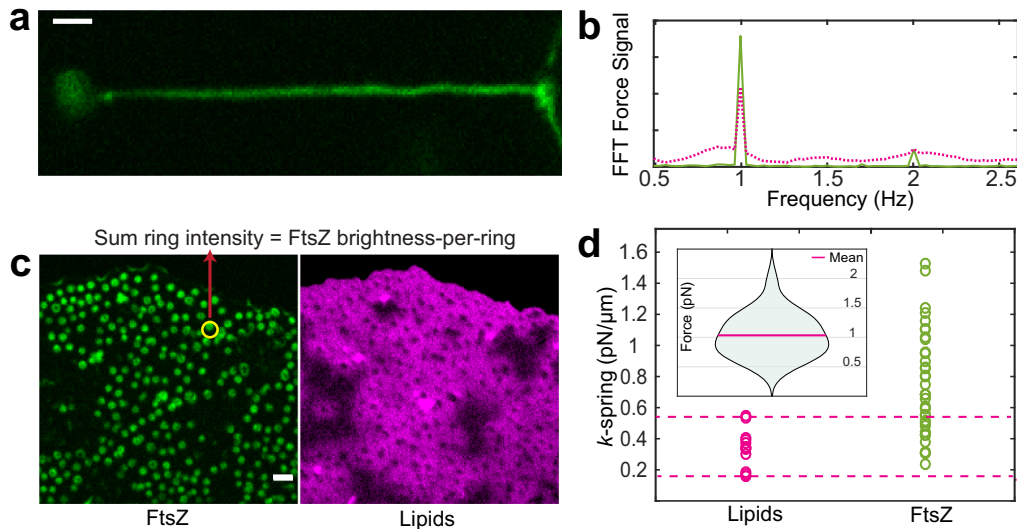 a
b
FFT Force Signal
0.5
1
1.5
2
2.5
Frequency (Hz)
Sum ring intensity = FtsZ brightness-per-ring
c
FtsZ
Lipids
d
k-spring (pN/μm)
1.6
1.4
1.2
1
0.8
0.6
0.4
0.2
Mean
Force (pN)
2
1.5
1
0.5
Lipids
FtsZ